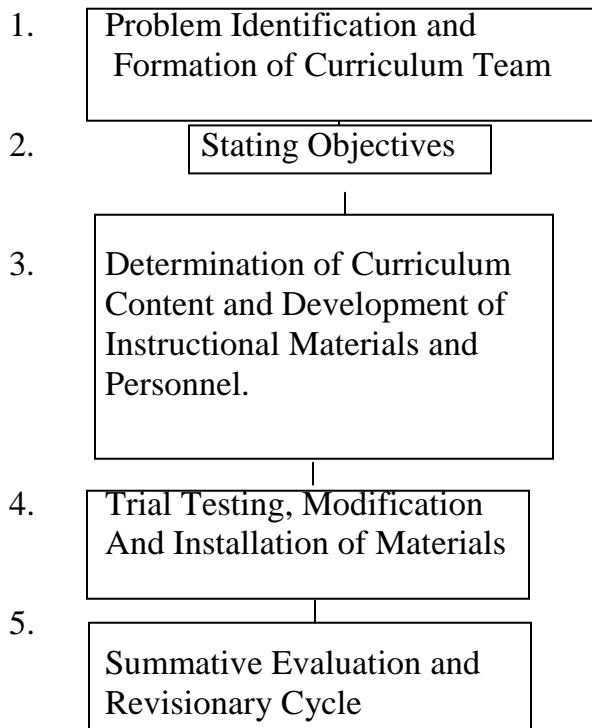 1. Problem Identification and
Formation of Curriculum Team
2. Stating Objectives
3. Determination of Curriculum
Content and Development of
Instructional Materials and
Personnel.
4. Trial Testing, Modification
And Installation of Materials
5.
Summative Evaluation and
Revisionary Cycle